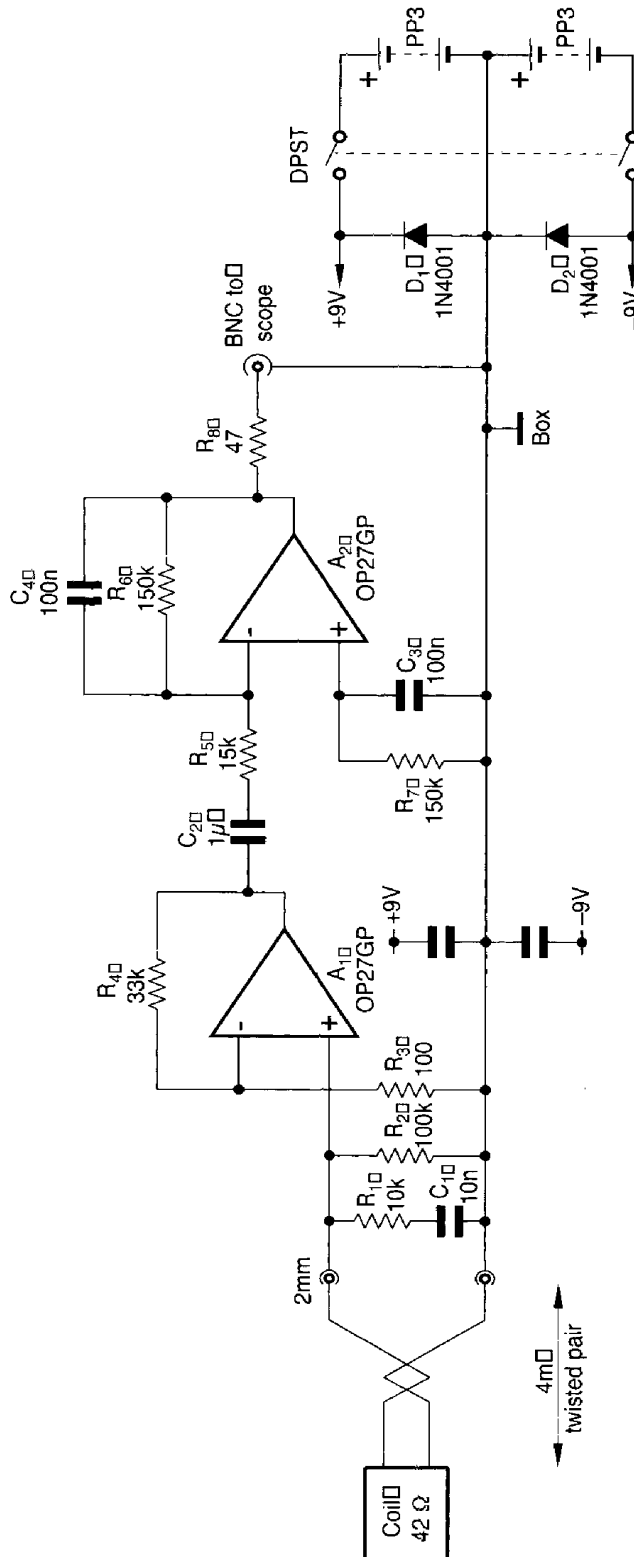 Coil□
42 Ω
4m□
twisted pair
2mm
R1□
10k
C1□
10n
R2□
100k
R3□
100
R4□
33k
-
+
A1□
OP27GP
+9V
–9V
C2□
1µ□
R5□
15k
C4□
100n
R6□
150k
-
+
A2□
OP27GP
R7□
150k
C3□
100n
R8□
47
BNC to□
scope
Box
+9V
–9V
D1□
1N4001
D2□
1N4001
DPST
+
PP3
+
PP3